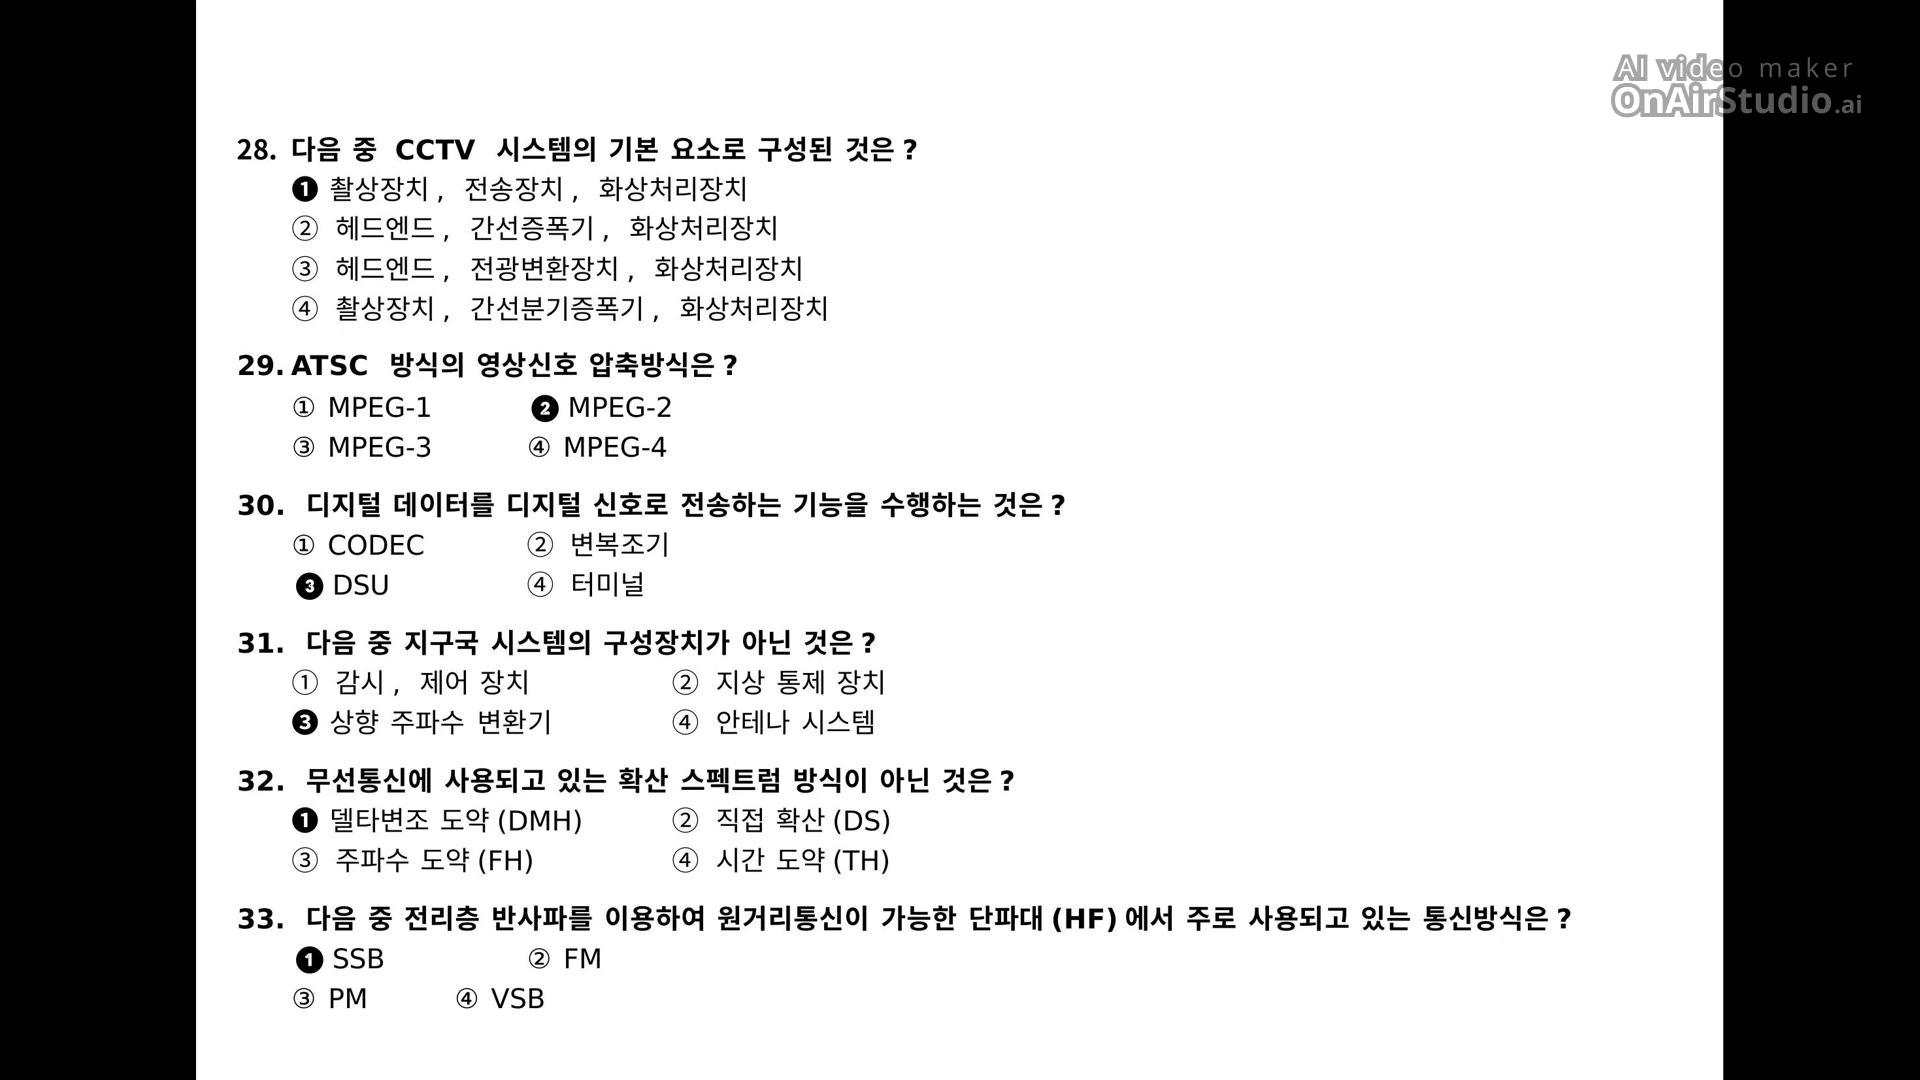 AI video maker
OnAirStudio.ai
28. 다음 중 CCTV 시스템의 기본 요소로 구성된 것은?
❶ 촬상장치, 전송장치, 화상처리장치
② 헤드엔드, 간선증폭기, 화상처리장치
③ 헤드엔드, 전광변환장치, 화상처리장치
④ 촬상장치, 간선분기증폭기, 화상처리장치
29. ATSC 방식의 영상신호 압축방식은?
① MPEG-1 ❷ MPEG-2
③ MPEG-3 ④ MPEG-4
30. 디지털 데이터를 디지털 신호로 전송하는 기능을 수행하는 것은?
① CODEC ② 변복조기
❸ DSU ④ 터미널
31. 다음 중 지구국 시스템의 구성장치가 아닌 것은?
① 감시, 제어 장치 ② 지상 통제 장치
❸ 상향 주파수 변환기 ④ 안테나 시스템
32. 무선통신에 사용되고 있는 확산 스펙트럼 방식이 아닌 것은?
❶ 델타변조 도약(DMH) ② 직접 확산(DS)
③ 주파수 도약(FH) ④ 시간 도약(TH)
33. 다음 중 전리층 반사파를 이용하여 원거리통신이 가능한 단파대(HF)에서 주로 사용되고 있는 통신방식은?
❶ SSB ② FM
③ PM ④ VSB